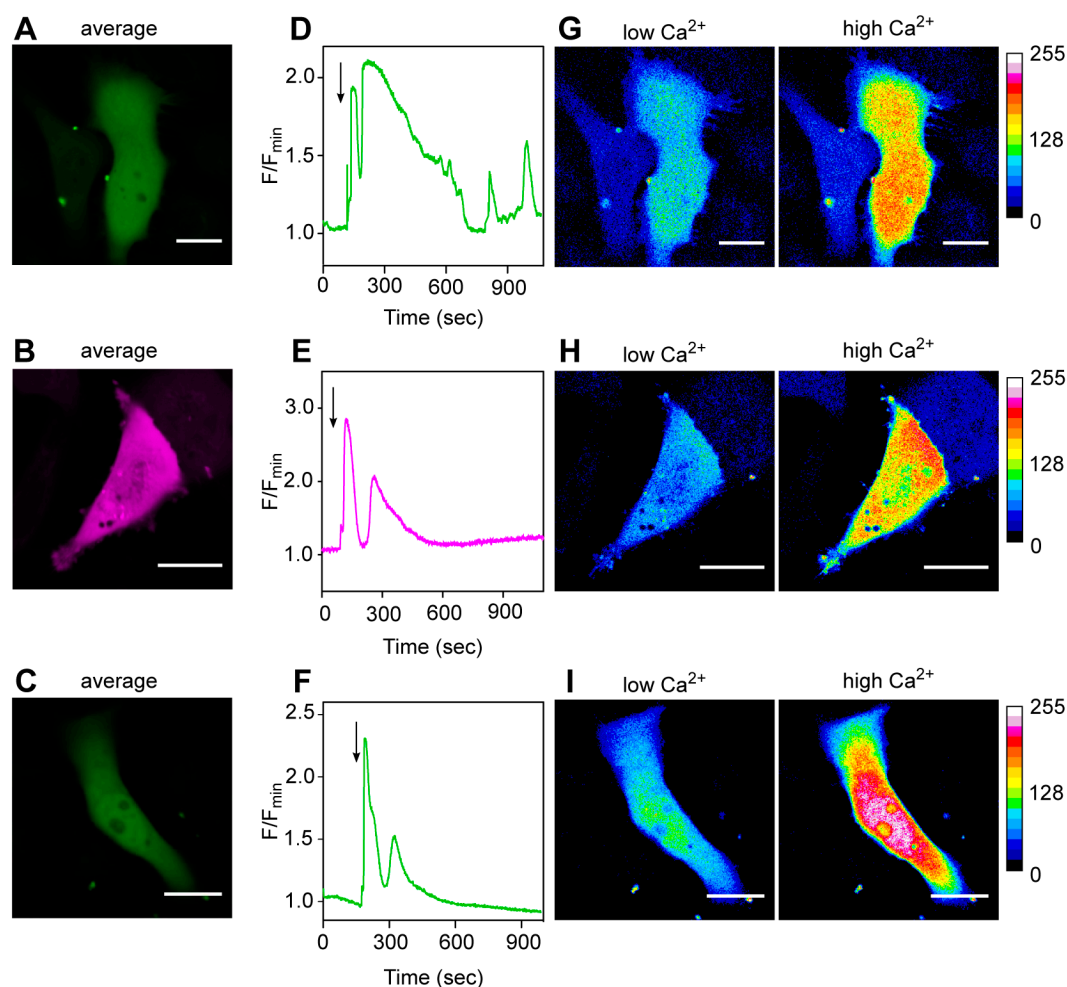 A
average
D
2.0
1.5
1.0
F/Fmin
0
300
600
900
Time (sec)
G
low Ca2+
high Ca2+
255
128
0
B
average
E
3.0
2.0
1.0
F/Fmin
0
300
600
900
Time (sec)
H
low Ca2+
high Ca2+
255
128
0
C
average
F
2.5
2.0
1.5
1.0
F/Fmin
0
300
600
900
Time (sec)
I
low Ca2+
high Ca2+
255
128
0